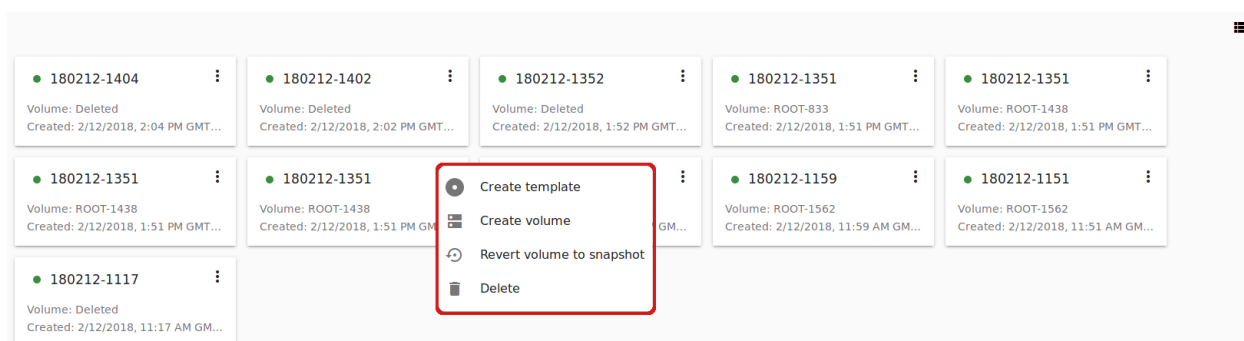 180212-1404
Volume: Deleted
Created: 2/12/2018, 2:04 PM GMT...
180212-1402
Volume: Deleted
Created: 2/12/2018, 2:02 PM GMT...
180212-1352
Volume: Deleted
Created: 2/12/2018, 1:52 PM GMT...
180212-1351
Volume: ROOT-833
Created: 2/12/2018, 1:51 PM GMT...
180212-1351
Volume: ROOT-1438
Created: 2/12/2018, 1:51 PM GMT...
180212-1351
Volume: ROOT-1438
Created: 2/12/2018, 1:51 PM GMT...
180212-1351
Volume: ROOT-1438
Created: 2/12/2018, 1:51 PM GM
Create template
Create volume
Revert volume to snapshot
Delete
GM...
180212-1159
Volume: ROOT-1562
Created: 2/12/2018, 11:59 AM GM...
180212-1151
Volume: ROOT-1562
Created: 2/12/2018, 11:51 AM GM...
180212-1117
Volume: Deleted
Created: 2/12/2018, 11:17 AM GM...